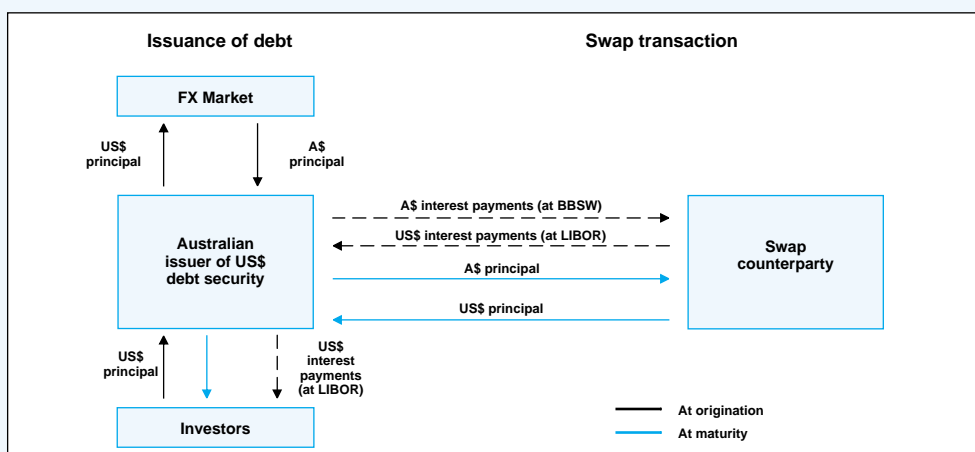 Issuance of debt
Swap transaction
FX Market
US$
principal
A$
principal
Australian
issuer of US$
debt security
A$ interest payments (at BBSW)
US$ interest payments (at LIBOR)
A$ principal
US$ principal
Swap
counterparty
US$
principal
US$
interest
payments
(at LIBOR)
Investors
At origination
At maturity